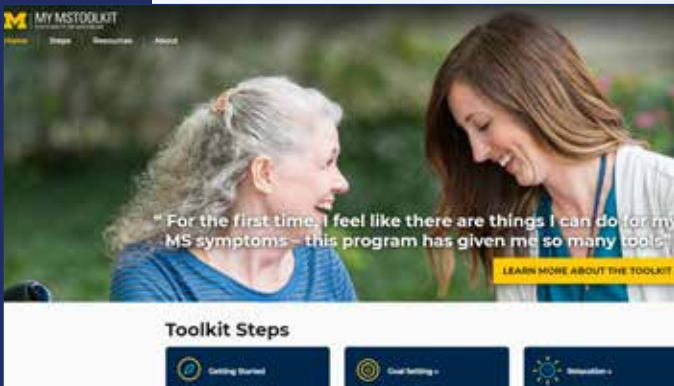 M MY MSTOOLKIT
Home Steps Resources About
" For the first time, I feel like there are things I can do for my
MS symptoms – this program has given me so many tools"
LEARN MORE ABOUT THE TOOLKIT
Toolkit Steps
Getting Started Goal Setting » Relaxation »